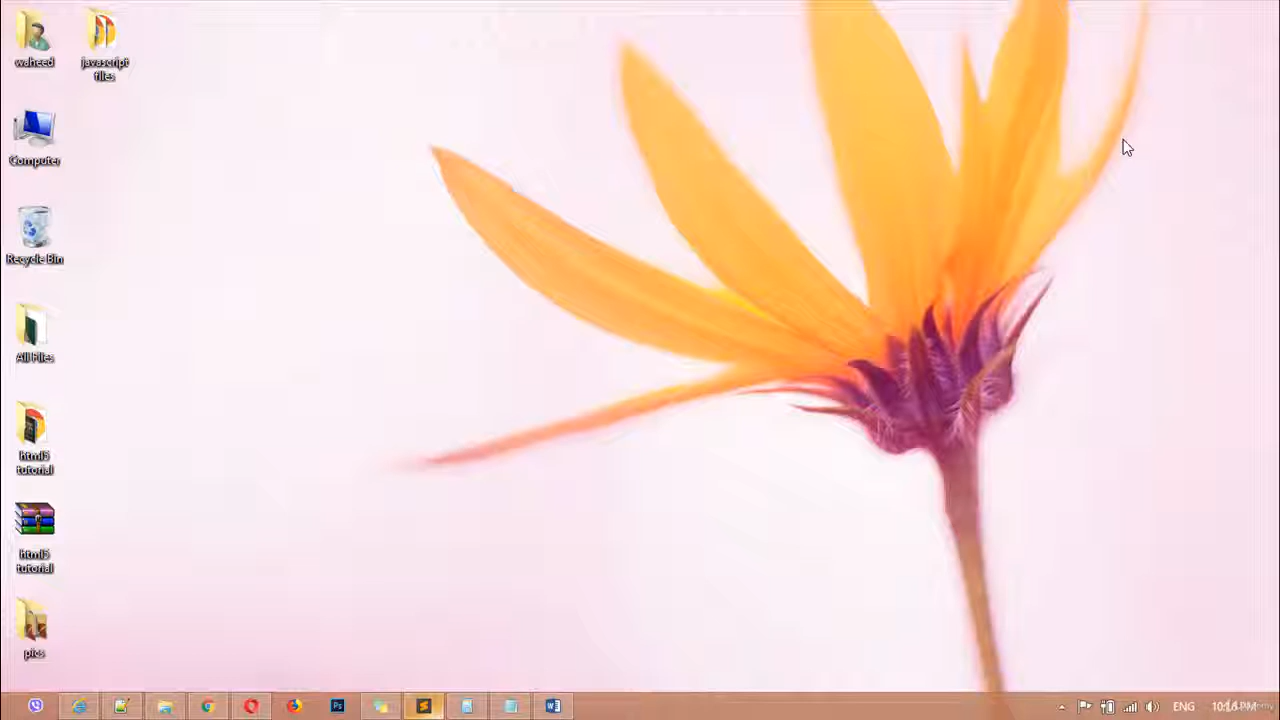 waheed
javascript
files
Computer
Recycle Bin
All Files
html5
tutorial
html5
tutorial
pics
ENG
10:16 PM